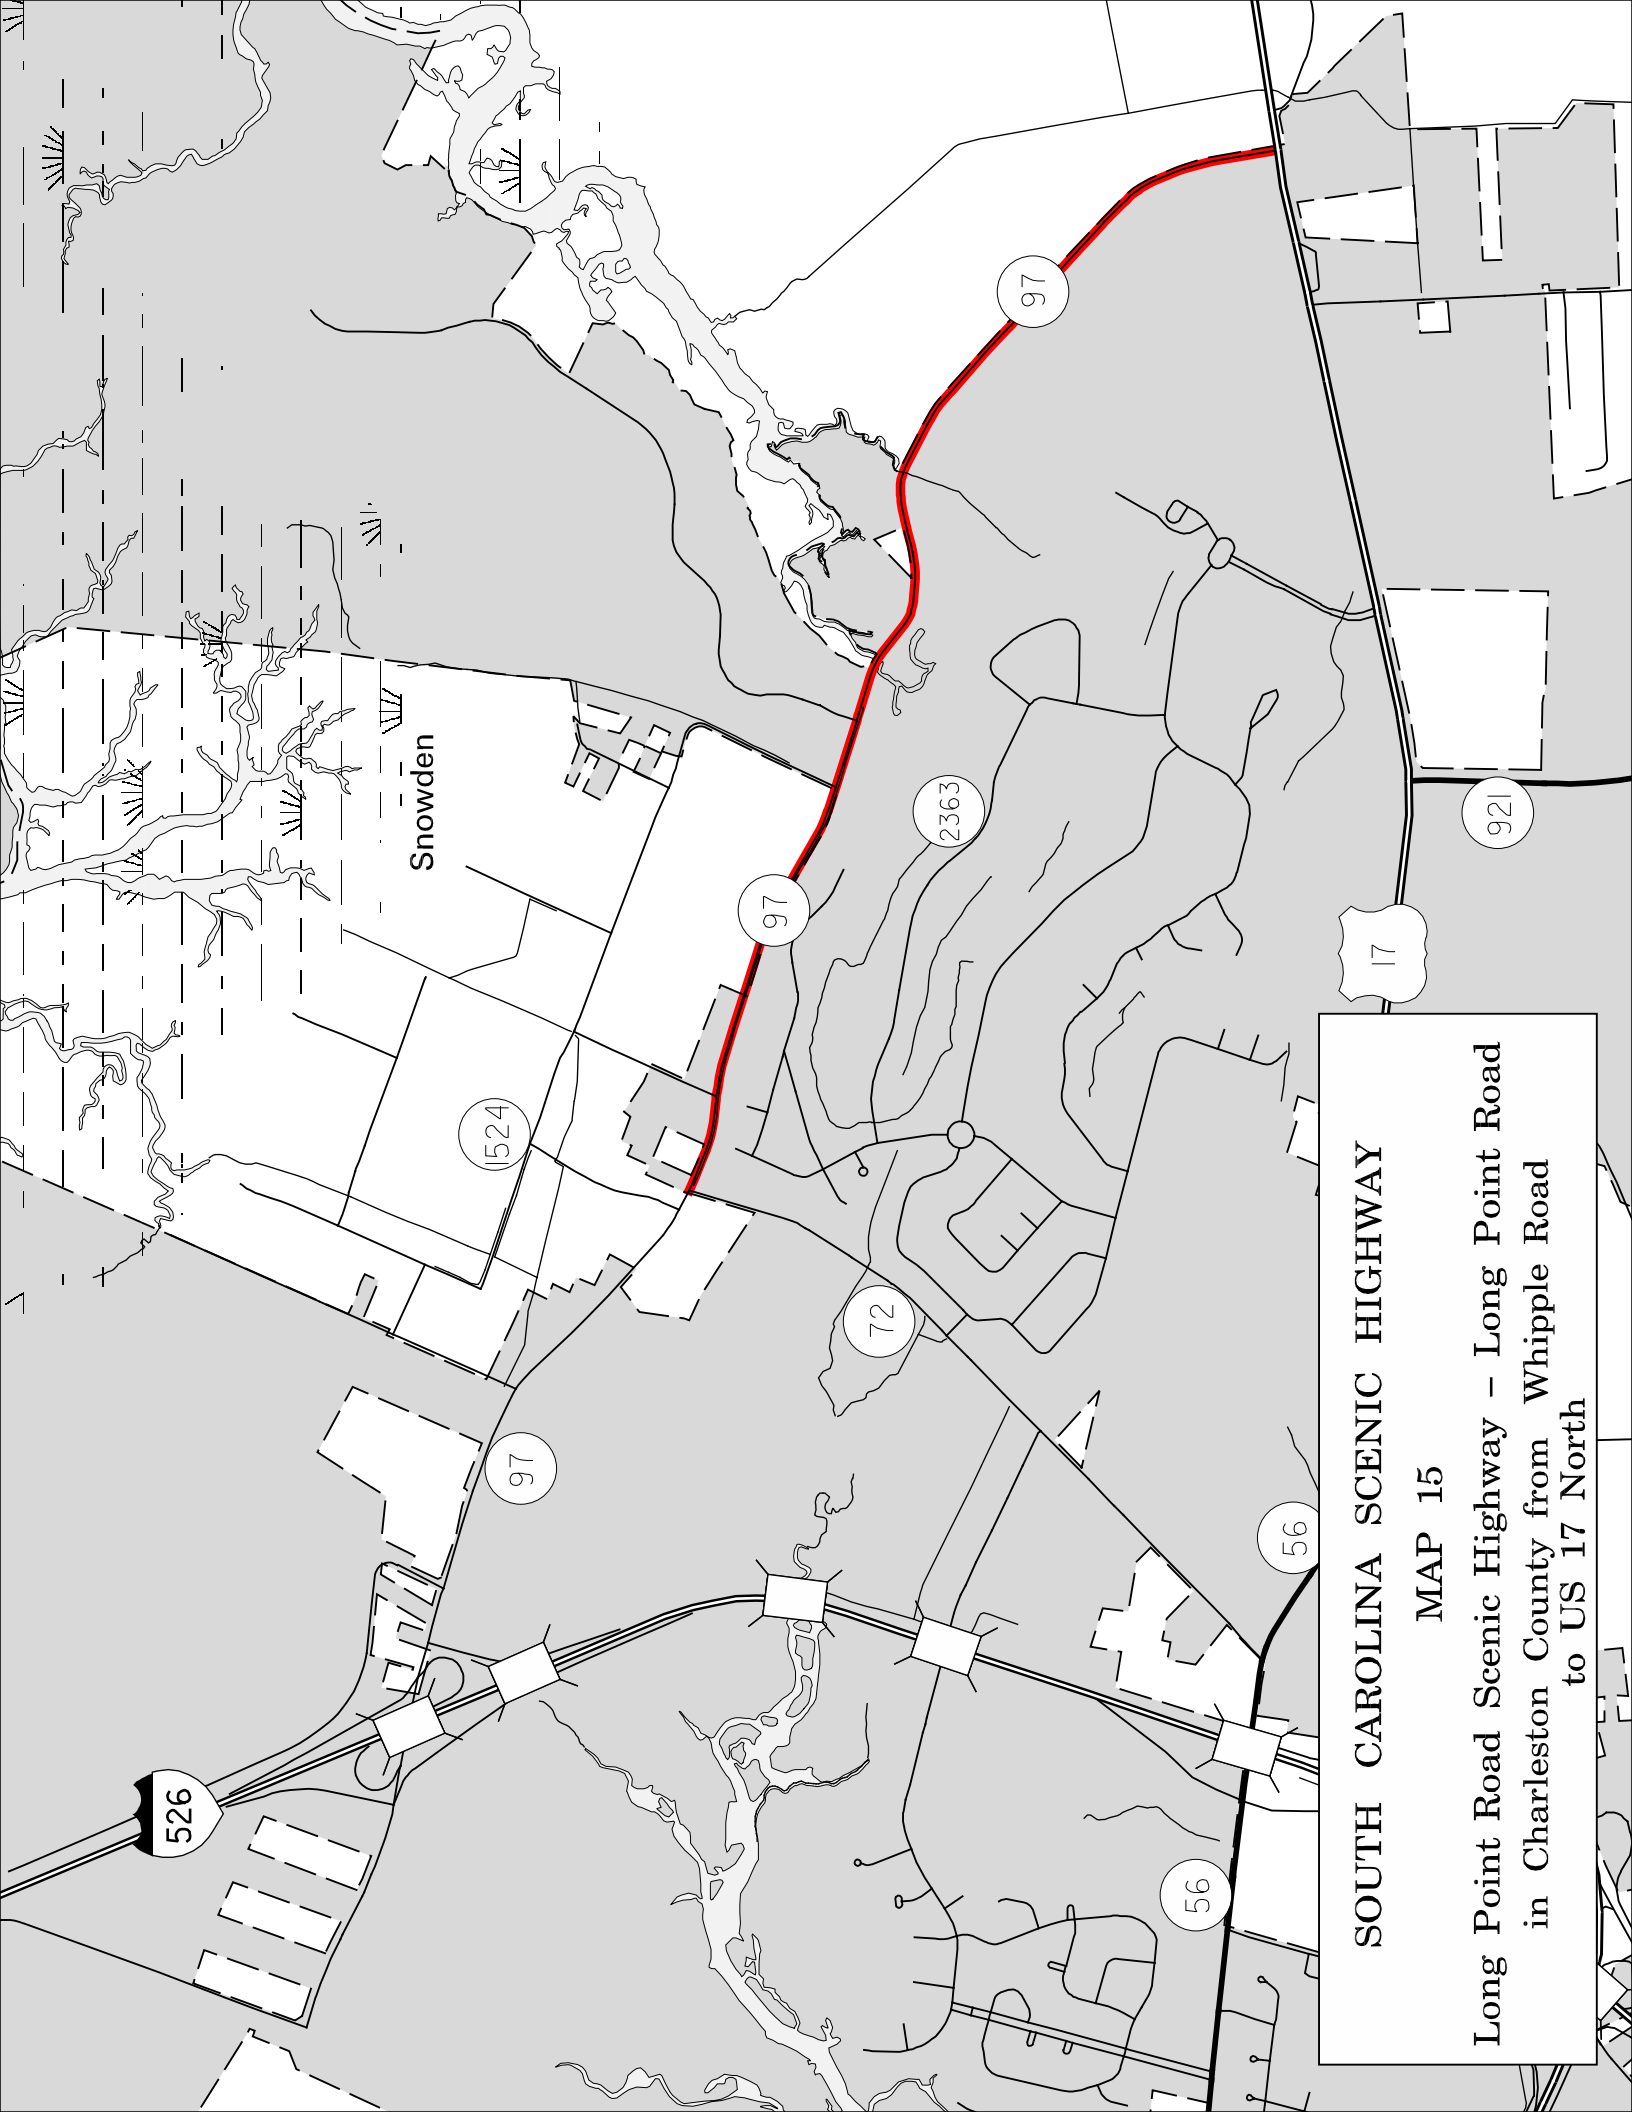 SOUTH CAROLINA SCENIC HIGHWAY
MAP 15
Long Point Road Scenic Highway – Long Point Road
in Charleston County from Whipple Road
to US 17 North
526
97
1524
Snowden
97
97
72
2363
56
56
17
921